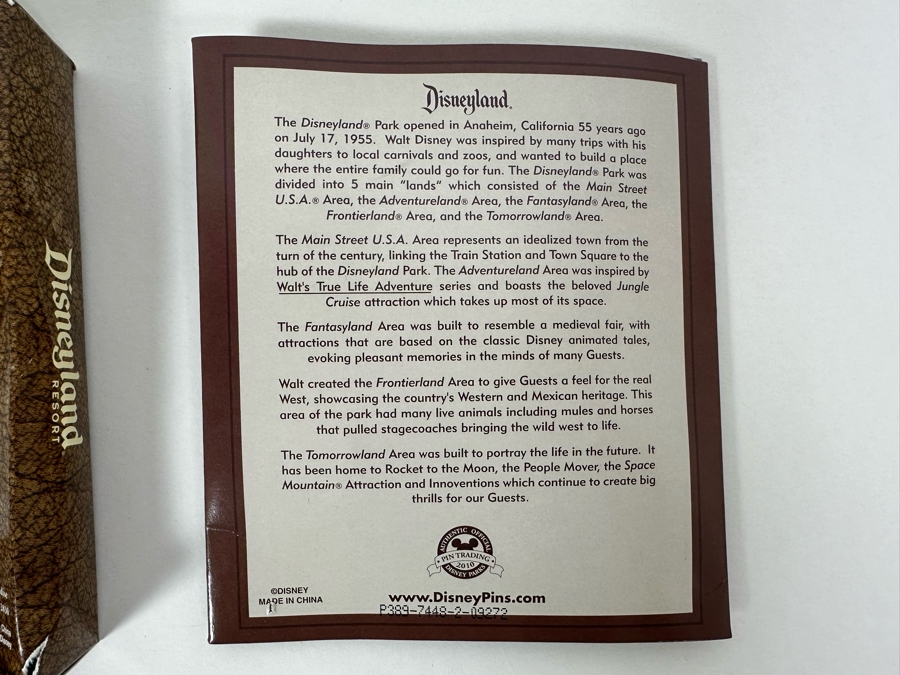 Disneyland
RESORT
Disneyland®
The Disneyland® Park opened in Anaheim, California 55 years ago
on July 17, 1955. Walt Disney was inspired by many trips with his
daughters to local carnivals and zoos, and wanted to build a place
where the entire family could go for fun. The Disneyland® Park was
divided into 5 main "lands" which consisted of the Main Street
U.S.A.® Area, the Adventureland® Area, the Fantasyland® Area, the
Frontierland® Area, and the Tomorrowland® Area.
The Main Street U.S.A. Area represents an idealized town from the
turn of the century, linking the Train Station and Town Square to the
hub of the Disneyland Park. The Adventureland Area was inspired by
Walt's True Life Adventure series and boasts the beloved Jungle
Cruise attraction which takes up most of its space.
The Fantasyland Area was built to resemble a medieval fair, with
attractions that are based on the classic Disney animated tales,
evoking pleasant memories in the minds of many Guests.
Walt created the Frontierland Area to give Guests a feel for the real
West, showcasing the country's Western and Mexican heritage. This
area of the park had many live animals including mules and horses
that pulled stagecoaches bringing the wild west to life.
The Tomorrowland Area was built to portray the life in the future. It
has been home to Rocket to the Moon, the People Mover, the Space
Mountain® Attraction and Innoventions which continue to create big
thrills for our Guests.
AUTHENTIC OFFICIAL
PIN TRADING
2010
DISNEY PARKS
©DISNEY
MADE IN CHINA
www.DisneyPins.com
P389-7448-2-09272